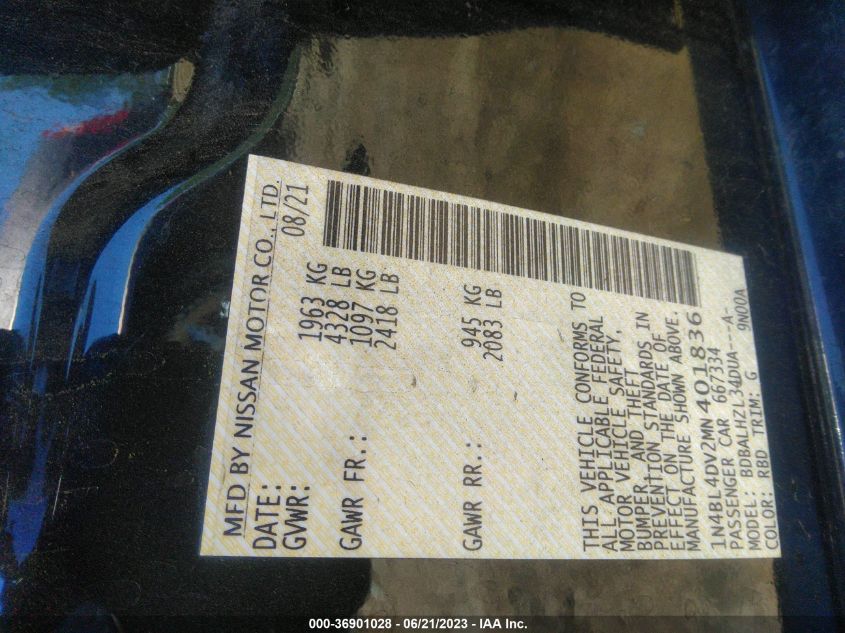 MFD BY NISSAN MOTOR CO., LTD.
DATE: 08/21
GVWR: 1963 KG
4328 LB
GAWR FR.: 1097 KG
2418 LB
GAWR RR.: 945 KG
2083 LB
THIS VEHICLE CONFORMS TO
ALL APPLICABLE FEDERAL
MOTOR VEHICLE SAFETY,
BUMPER, AND THEFT
PREVENTION STANDARDS IN
EFFECT ON THE DATE OF
MANUFACTURE SHOWN ABOVE.
1N4BL4DV2MN401836
PASSENGER CAR 667334
MODEL: BDBALHZL34DUA---A-
COLOR: RBD TRIM: G 9N00A
000-36901028 - 06/21/2023 - IAA Inc.